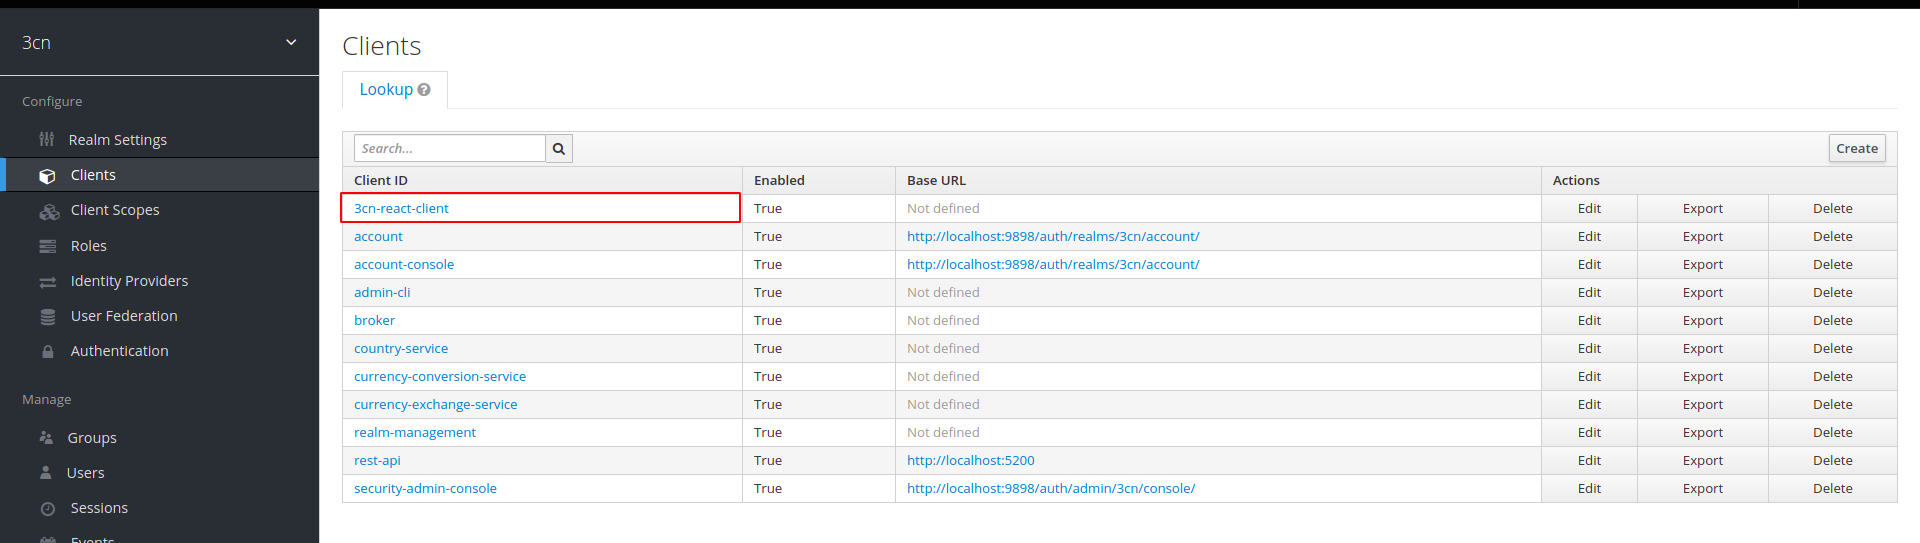 3cn
Configure
Realm Settings
Clients
Client Scopes
Roles
Identity Providers
User Federation
Authentication
Manage
Groups
Users
Sessions
Events
Clients
Lookup ?
Search...
Create
Client ID Enabled Base URL Actions
3cn-react-client True Not defined Edit Export Delete
account True http://localhost:9898/auth/realms/3cn/account/ Edit Export Delete
account-console True http://localhost:9898/auth/realms/3cn/account/ Edit Export Delete
admin-cli True Not defined Edit Export Delete
broker True Not defined Edit Export Delete
country-service True Not defined Edit Export Delete
currency-conversion-service True Not defined Edit Export Delete
currency-exchange-service True Not defined Edit Export Delete
realm-management True Not defined Edit Export Delete
rest-api True http://localhost:5200 Edit Export Delete
security-admin-console True http://localhost:9898/auth/admin/3cn/console/ Edit Export Delete